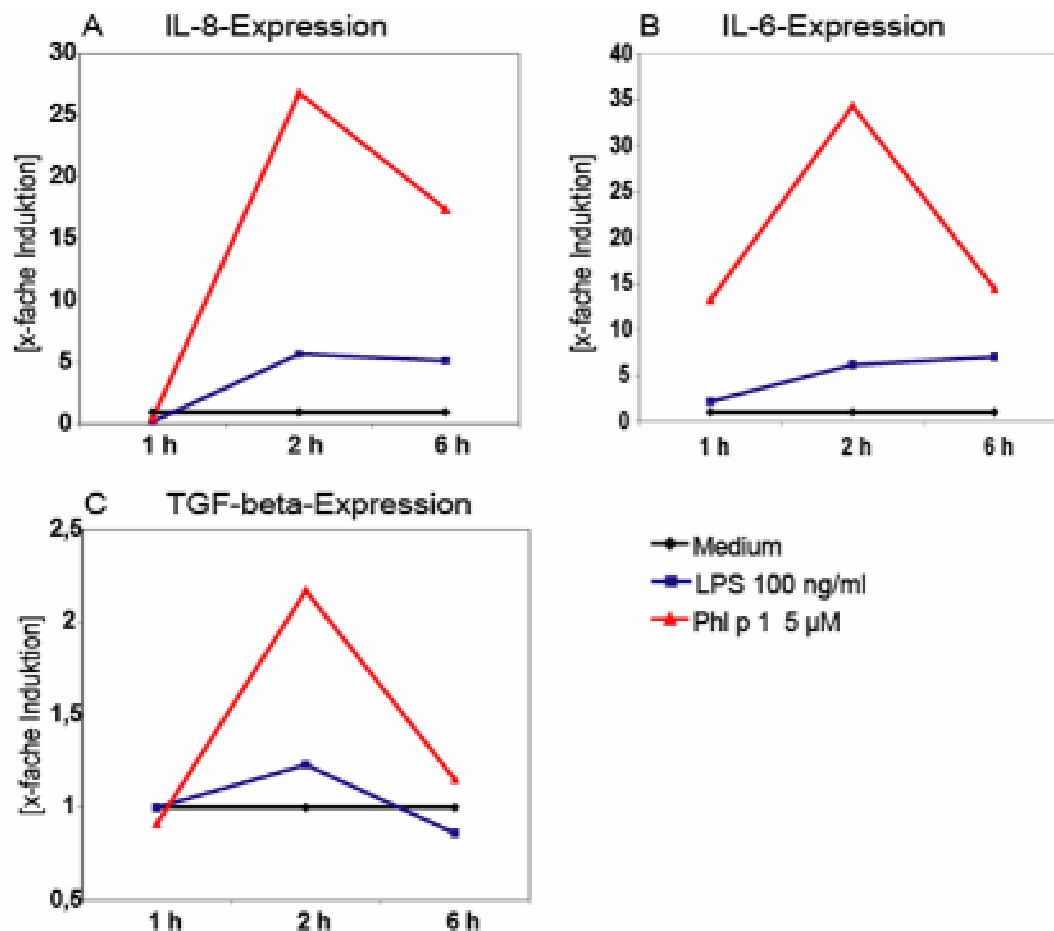 A IL-8-Expression
[x-fache Induktion]
30
25
20
15
10
5
0
1 h 2 h 6 h
B IL-6-Expression
[x-fache Induktion]
40
35
30
25
20
15
10
5
0
1 h 2 h 6 h
C TGF-beta-Expression
[x-fache Induktion]
2,5
2
1,5
1
0,5
1 h 2 h 6 h
Medium
LPS 100 ng/ml
Phl p 1 5 µM